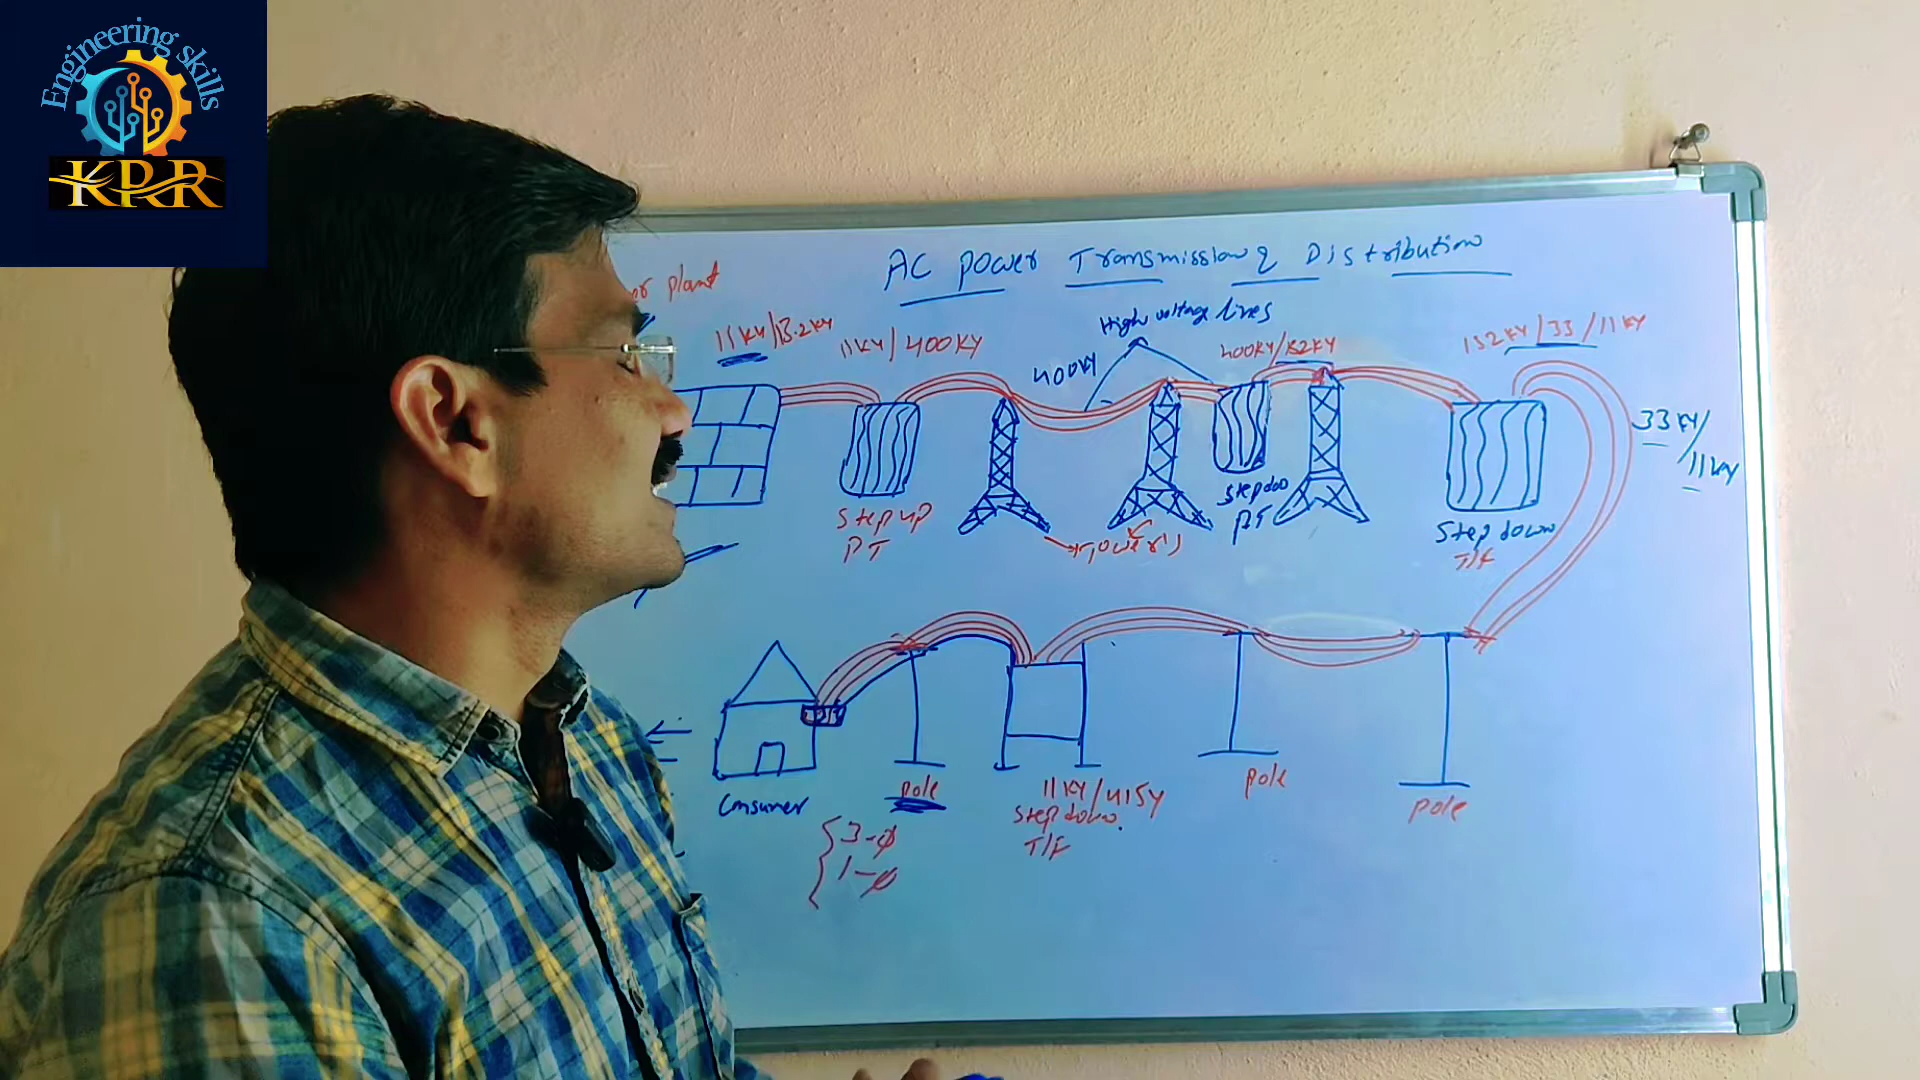 Engineering skills
KRR
AC Power Transmission & Distribution
plant
11KV/13.2KV
11KV/400KV
High voltage lines
400KV
400KV/132KV
132KV/33/11KV
33KV/
11KV
Step up
PT
Tpower's
Stepdoo
PT
Step down
T/F
Consumer
pole
11KV/415V
Step down
T/F
pole
pole
3-ϕ
1-ϕ